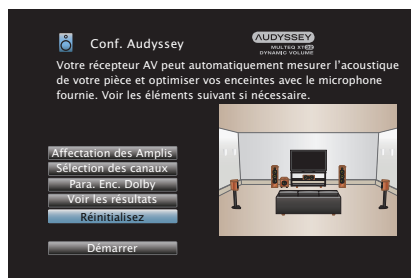 Conf. Audyssey
AUDYSSEY
MULTEQ XT32
DYNAMIC VOLUME
Votre récepteur AV peut automatiquement mesurer l'acoustique
de votre pièce et optimiser vos enceintes avec le microphone
fournie. Voir les éléments suivant si nécessaire.
Affectation des Amplis
Sélection des canaux
Para. Enc. Dolby
Voir les résultats
Réinitialisez
Démarrer